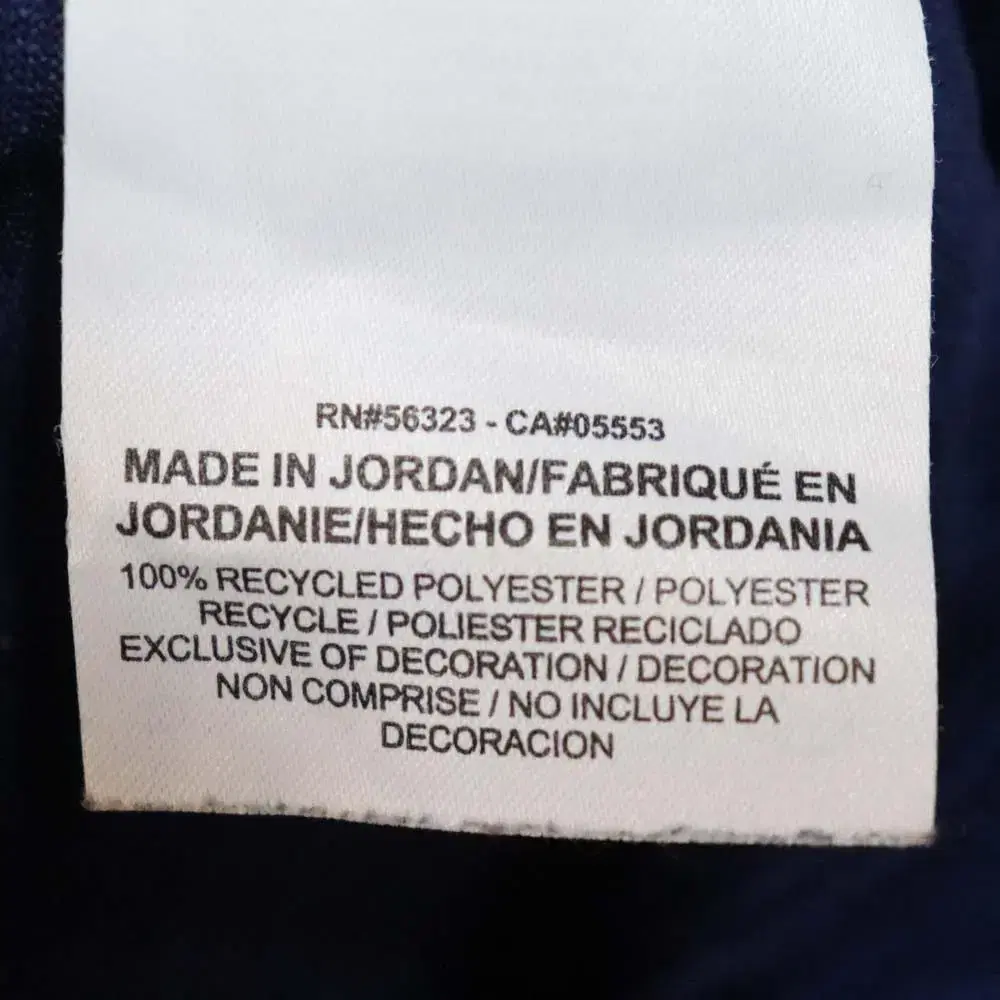 RN#56323 - CA#05553
MADE IN JORDAN/FABRIQUÉ EN
JORDANIE/HECHO EN JORDANIA
100% RECYCLED POLYESTER / POLYESTER
RECYCLE / POLIESTER RECICLADO
EXCLUSIVE OF DECORATION / DECORATION
NON COMPRISE / NO INCLUYE LA
DECORACION